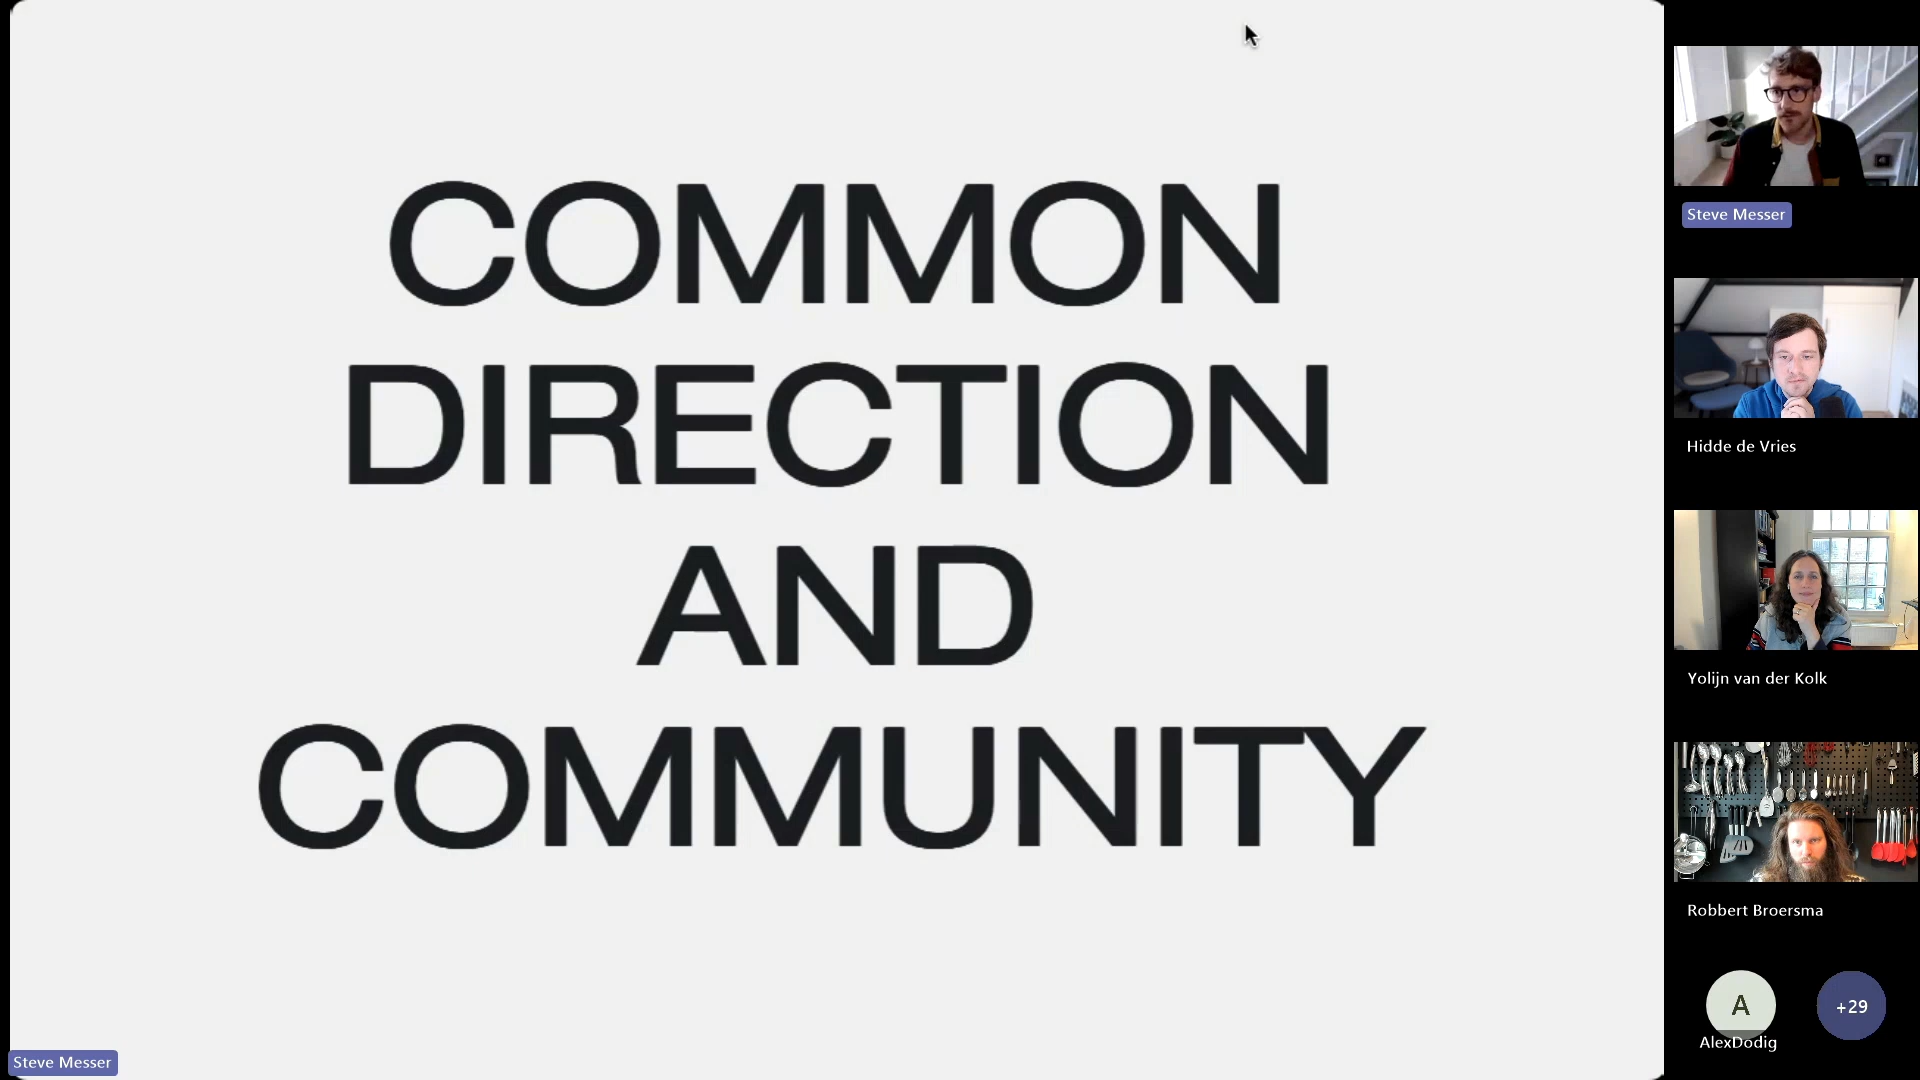 COMMON
DIRECTION
AND
COMMUNITY
Steve Messer
Steve Messer
Hidde de Vries
Yolijn van der Kolk
Robbert Broersma
A
AlexDodig
+29